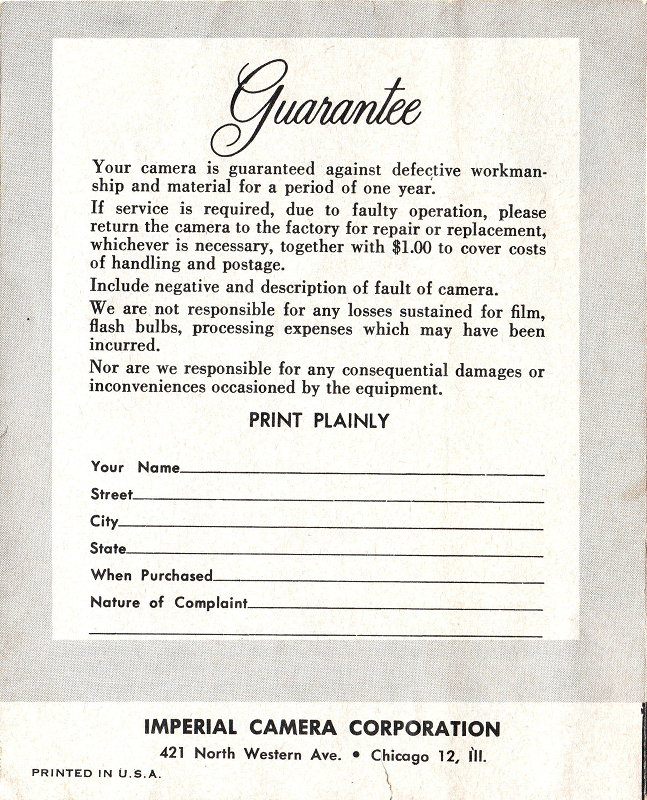 Guarantee
Your camera is guaranteed against defective workman-
ship and material for a period of one year.
If service is required, due to faulty operation, please
return the camera to the factory for repair or replacement,
whichever is necessary, together with $1.00 to cover costs
of handling and postage.
Include negative and description of fault of camera.
We are not responsible for any losses sustained for film,
flash bulbs, processing expenses which may have been
incurred.
Nor are we responsible for any consequential damages or
inconveniences occasioned by the equipment.
PRINT PLAINLY
Your Name
Street
City
State
When Purchased
Nature of Complaint
IMPERIAL CAMERA CORPORATION
421 North Western Ave. • Chicago 12, Ill.
PRINTED IN U.S.A.